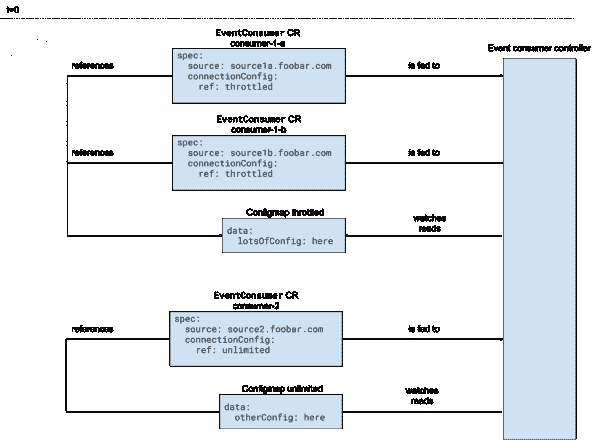 t=0
EventConsumer CR
consumer-1-a
Event consumer controller
references
spec:
source: source1a.foobar.com
connectionConfig:
ref: throttled
is fed to
EventConsumer CR
consumer-1-b
references
spec:
source: source1b.foobar.com
connectionConfig:
ref: throttled
is fed to
Configmap throttled
data:
lotsOfConfig: here
watches
reads
EventConsumer CR
consumer-2
references
spec:
source: source2.foobar.com
connectionConfig:
ref: unlimited
is fed to
Configmap unlimited
data:
otherConfig: here
watches
reads